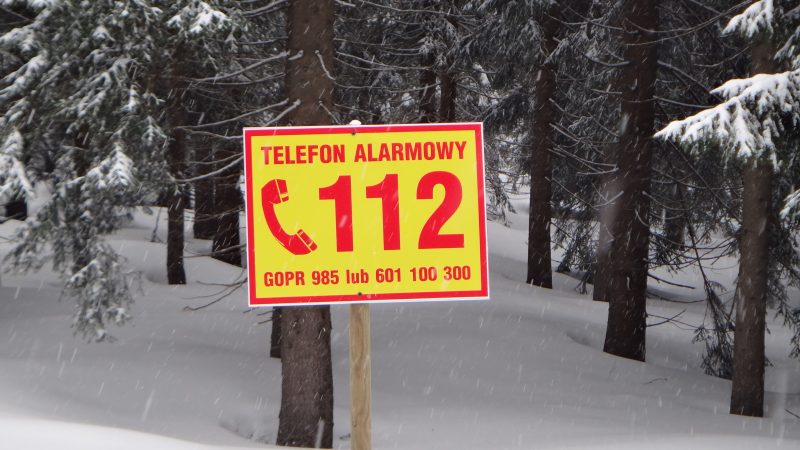 TELEFON ALARMOWY
112
GOPR 985 lub 601 100 300